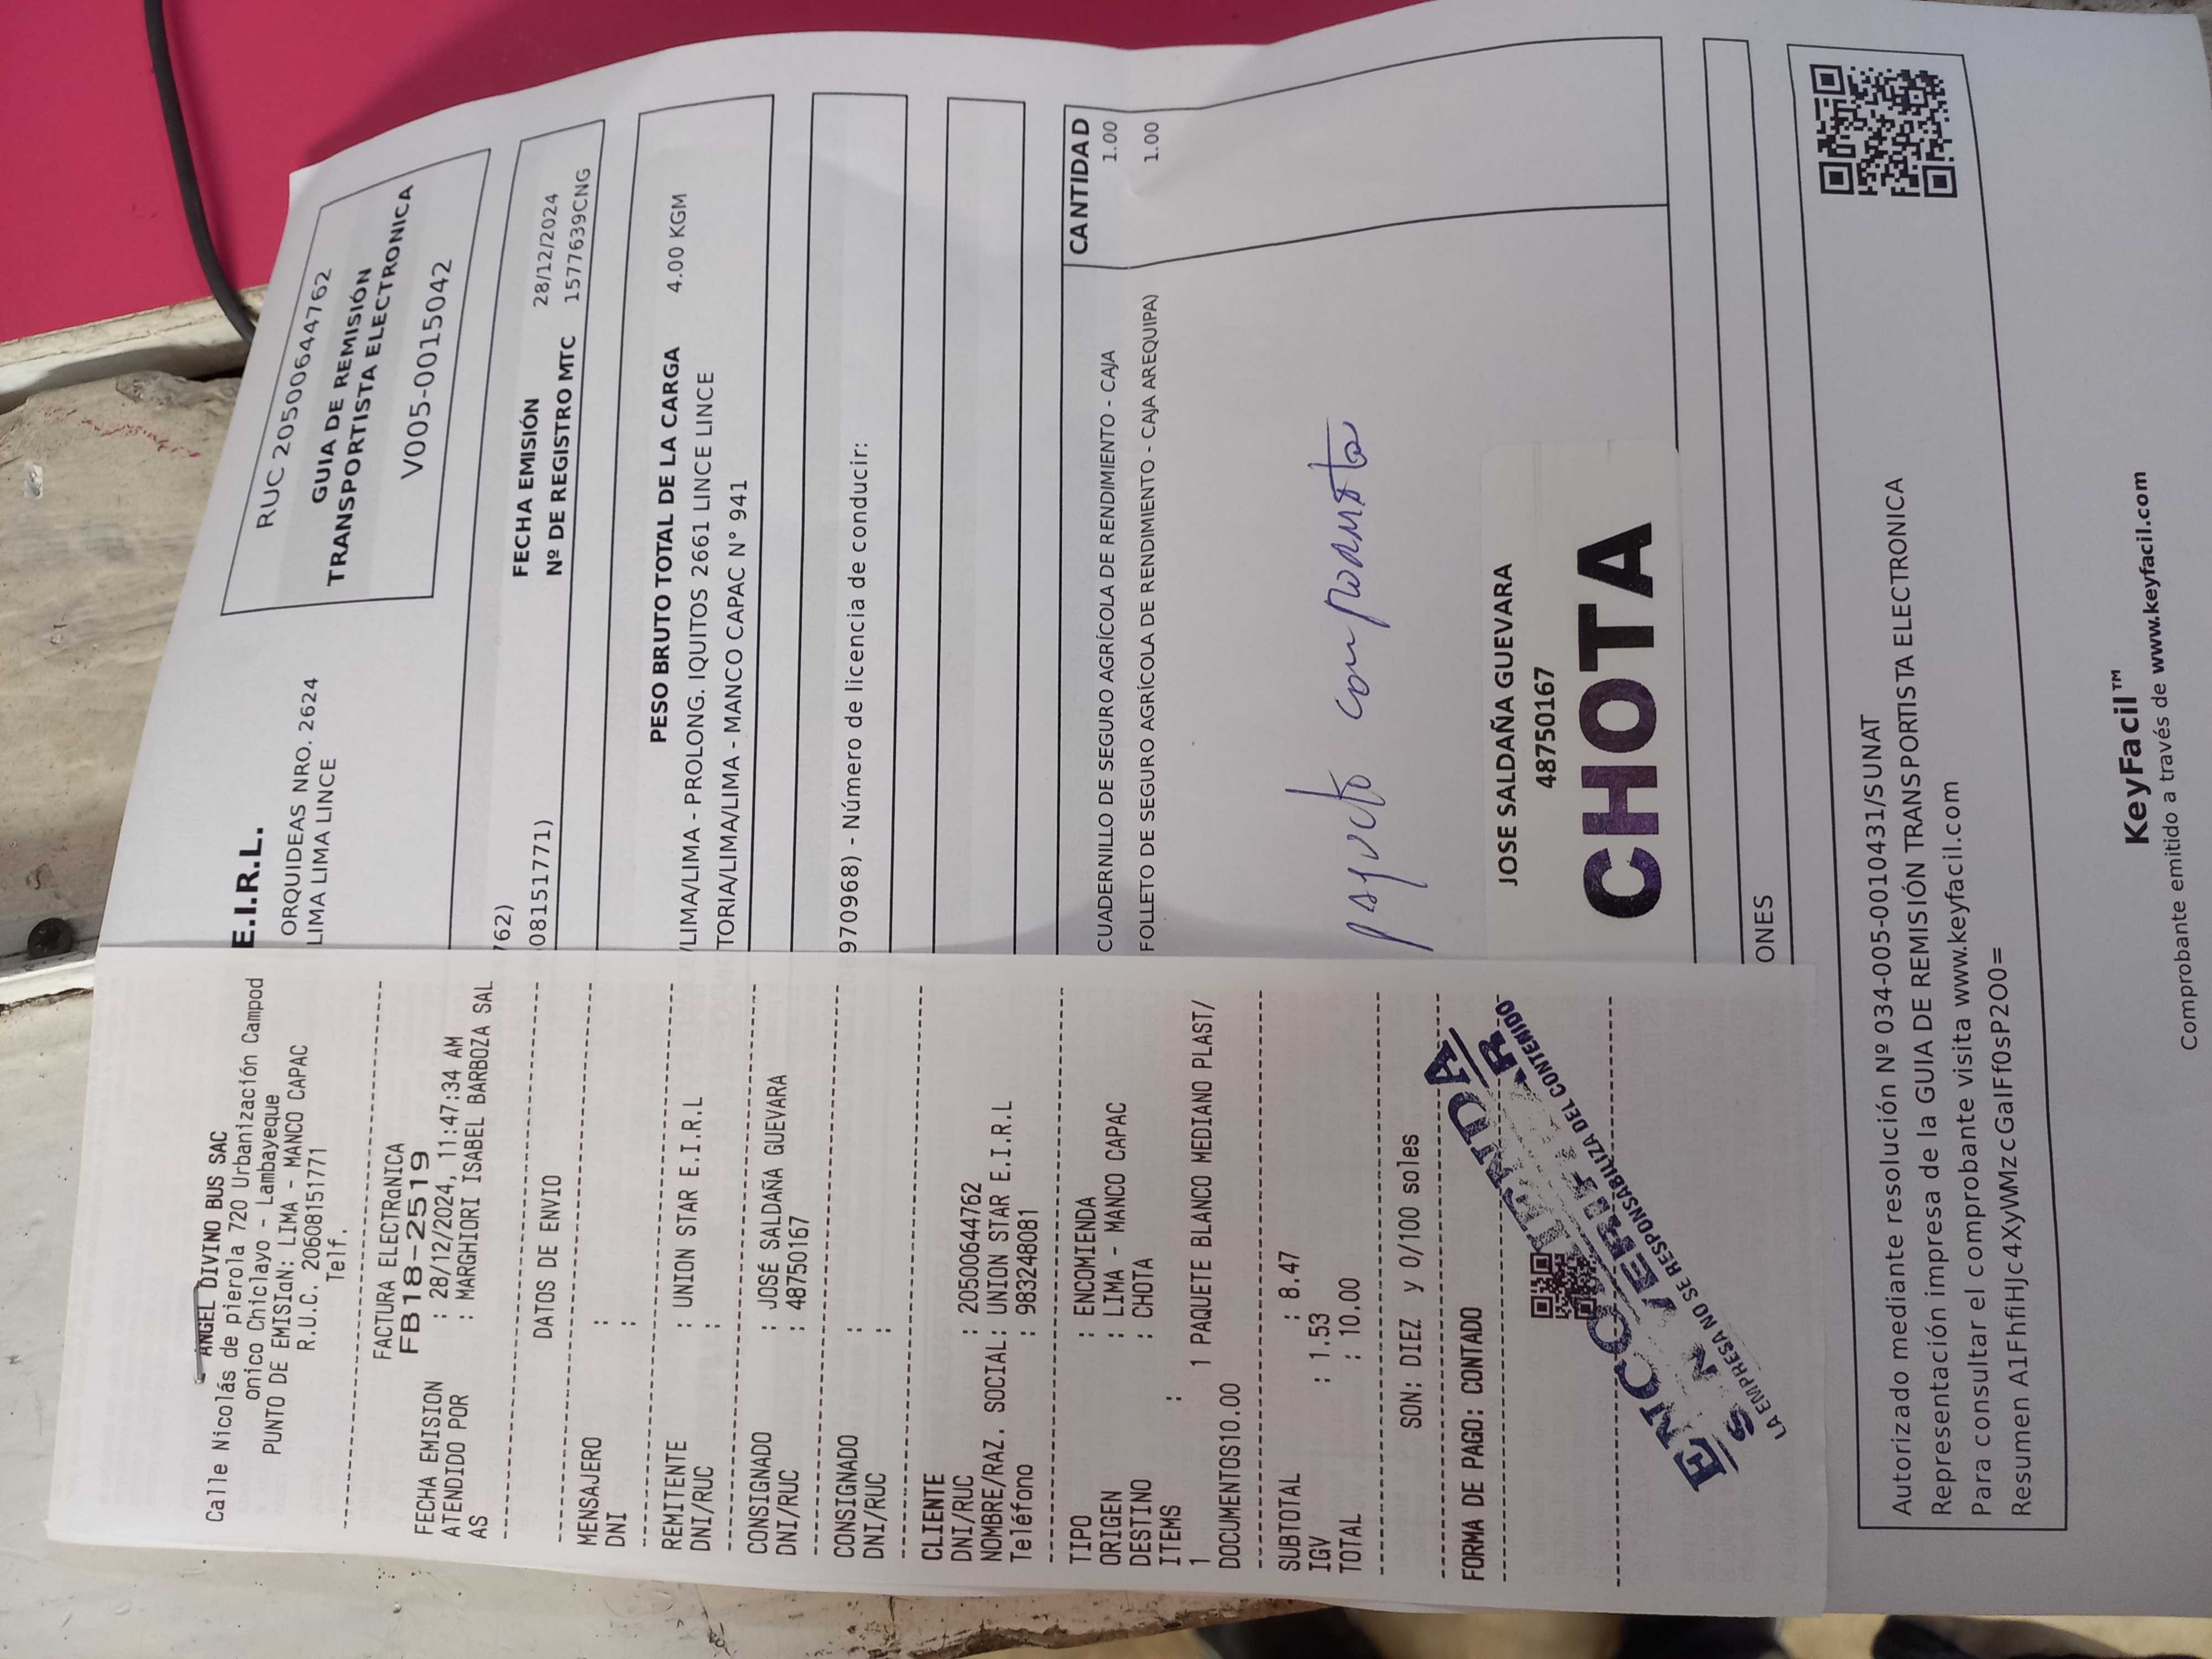 ANGEL DIVINO BUS SAC
Calle Nicolás de pierola 720 Urbanización Campod
onico Chiclayo - Lambayeque
PUNTO DE EMISIαN: LIMA - MANCO CAPAC
R.U.C. 20608151771
Telf.
FACTURA ELECTRαNICA
FB18-2519
FECHA EMISION : 28/12/2024, 11:47:34 AM
ATENDIDO POR : MARGHIORI ISABEL BARBOZA SAL
AS
DATOS DE ENVIO
MENSAJERO :
DNI :
REMITENTE : UNION STAR E.I.R.L
DNI/RUC :
CONSIGNADO : JOSÉ SALDAÑA GUEVARA
DNI/RUC : 48750167
CONSIGNADO :
DNI/RUC :
CLIENTE
DNI/RUC : 20500644762
NOMBRE/RAZ. SOCIAL: UNION STAR E.I.R.L
Teléfono : 983248081
TIPO : ENCOMIENDA
ORIGEN : LIMA - MANCO CAPAC
DESTINO : CHOTA
ITEMS :
1 1 PAQUETE BLANCO MEDIANO PLAST/
DOCUMENTOS10.00
SUBTOTAL : 8.47
IGV : 1.53
TOTAL : 10.00
SON: DIEZ y 0/100 soles
FORMA DE PAGO: CONTADO
ENCOMIENDA
SIN VERIFICAR
LA EMPRESA NO SE RESPONSABILIZA DEL CONTENIDO
E.I.R.L.
ORQUIDEAS NRO. 2624
LIMA LIMA LINCE
RUC 20500644762
GUIA DE REMISIÓN
TRANSPORTISTA ELECTRONICA
V005-0015042
762)
08151771)
FECHA EMISIÓN 28/12/2024
Nº DE REGISTRO MTC 1577639CNG
PESO BRUTO TOTAL DE LA CARGA 4.00 KGM
/LIMA/LIMA - PROLONG. IQUITOS 2661 LINCE LINCE
TORIA/LIMA/LIMA - MANCO CAPAC N° 941
970968) - Número de licencia de conducir:
CANTIDAD
CUADERNILLO DE SEGURO AGRÍCOLA DE RENDIMIENTO - CAJA 1.00
FOLLETO DE SEGURO AGRÍCOLA DE RENDIMIENTO - CAJA AREQUIPA) 1.00
JOSE SALDAÑA GUEVARA
48750167
CHOTA
ONES
Autorizado mediante resolución Nº 034-005-0010431/SUNAT
Representación impresa de la GUIA DE REMISIÓN TRANSPORTISTA ELECTRONICA
Para consultar el comprobante visita www.keyfacil.com
Resumen A1FhfiHJc4XyWMzcGaIFf0sP2O0=
KeyFacil™
Comprobante emitido a través de www.keyfacil.com